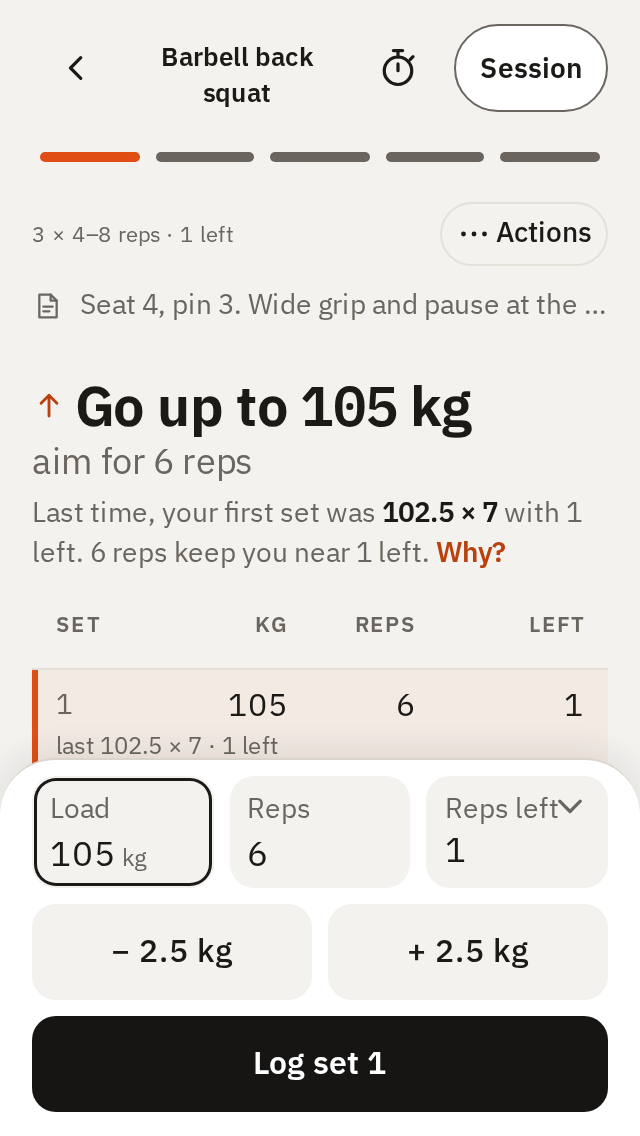 Barbell back
squat
Session
3 × 4–8 reps · 1 left
··· Actions
Seat 4, pin 3. Wide grip and pause at the ...
↑ Go up to 105 kg
aim for 6 reps
Last time, your first set was 102.5 × 7 with 1
left. 6 reps keep you near 1 left. Why?
SET KG REPS LEFT
1 105 6 1
last 102.5 × 7 · 1 left
Load Reps Reps left
105 kg 6 1
− 2.5 kg + 2.5 kg
Log set 1